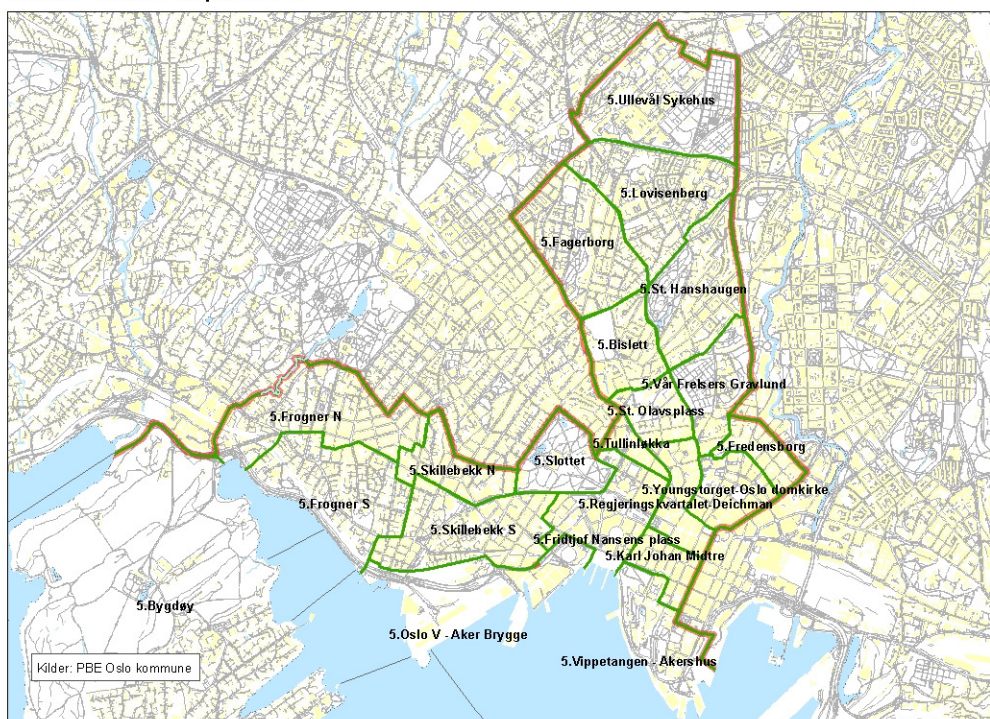 5.Ullevål Sykehus
5.Lovisenberg
5.Fagerborg
5.St. Hanshaugen
5.Bislett
5.Vår Frelsers Gravlund
5.St. Olavsplass
5.Frogner N
5.Tullinløkka
5.Fredensborg
5.Slottet
5.Skillebekk N
5.Youngstorget-Oslo domkirke
5.Frogner S
5.Regjeringskvartalet-Deichman
5.Skillebekk S
5.Fridtjof Nansens plass
5.Karl Johan Midtre
5.Bygdøy
5.Oslo V - Aker Brygge
5.Vippetangen - Akershus
Kilder: PBE Oslo kommune